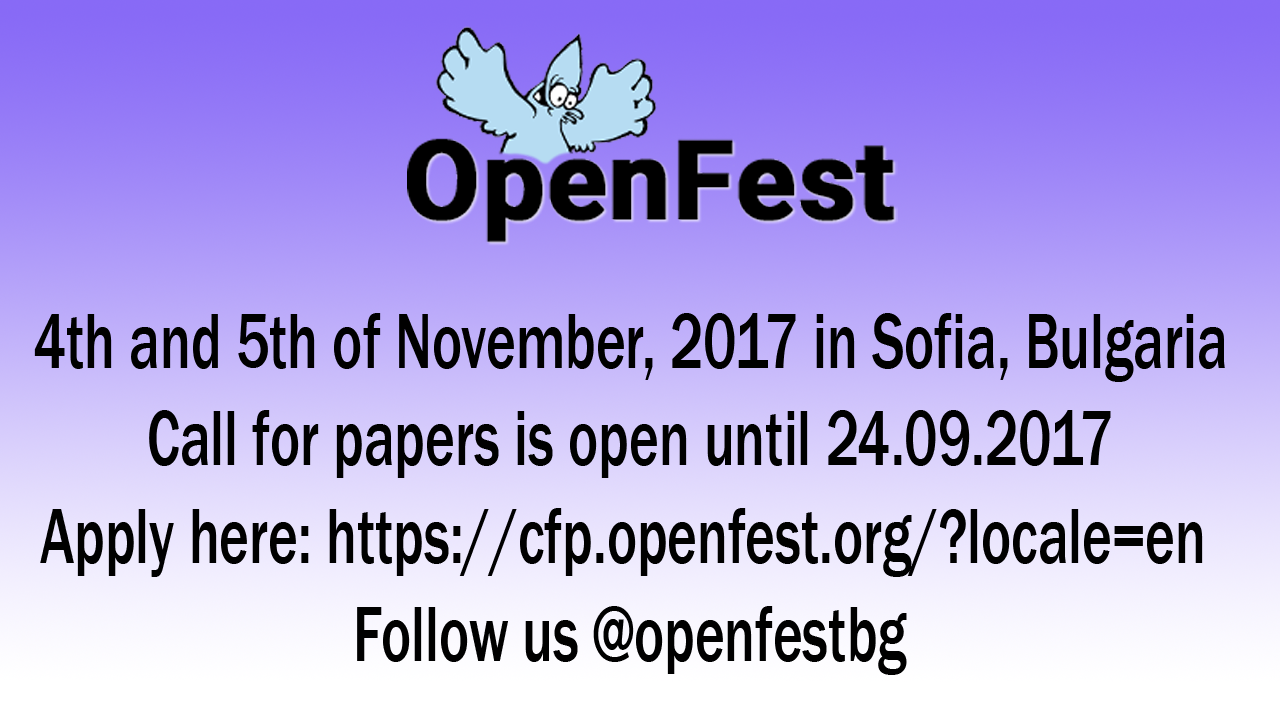 OpenFest
4th and 5th of November, 2017 in Sofia, Bulgaria
Call for papers is open until 24.09.2017
Apply here: https://cfp.openfest.org/?locale=en
Follow us @openfestbg